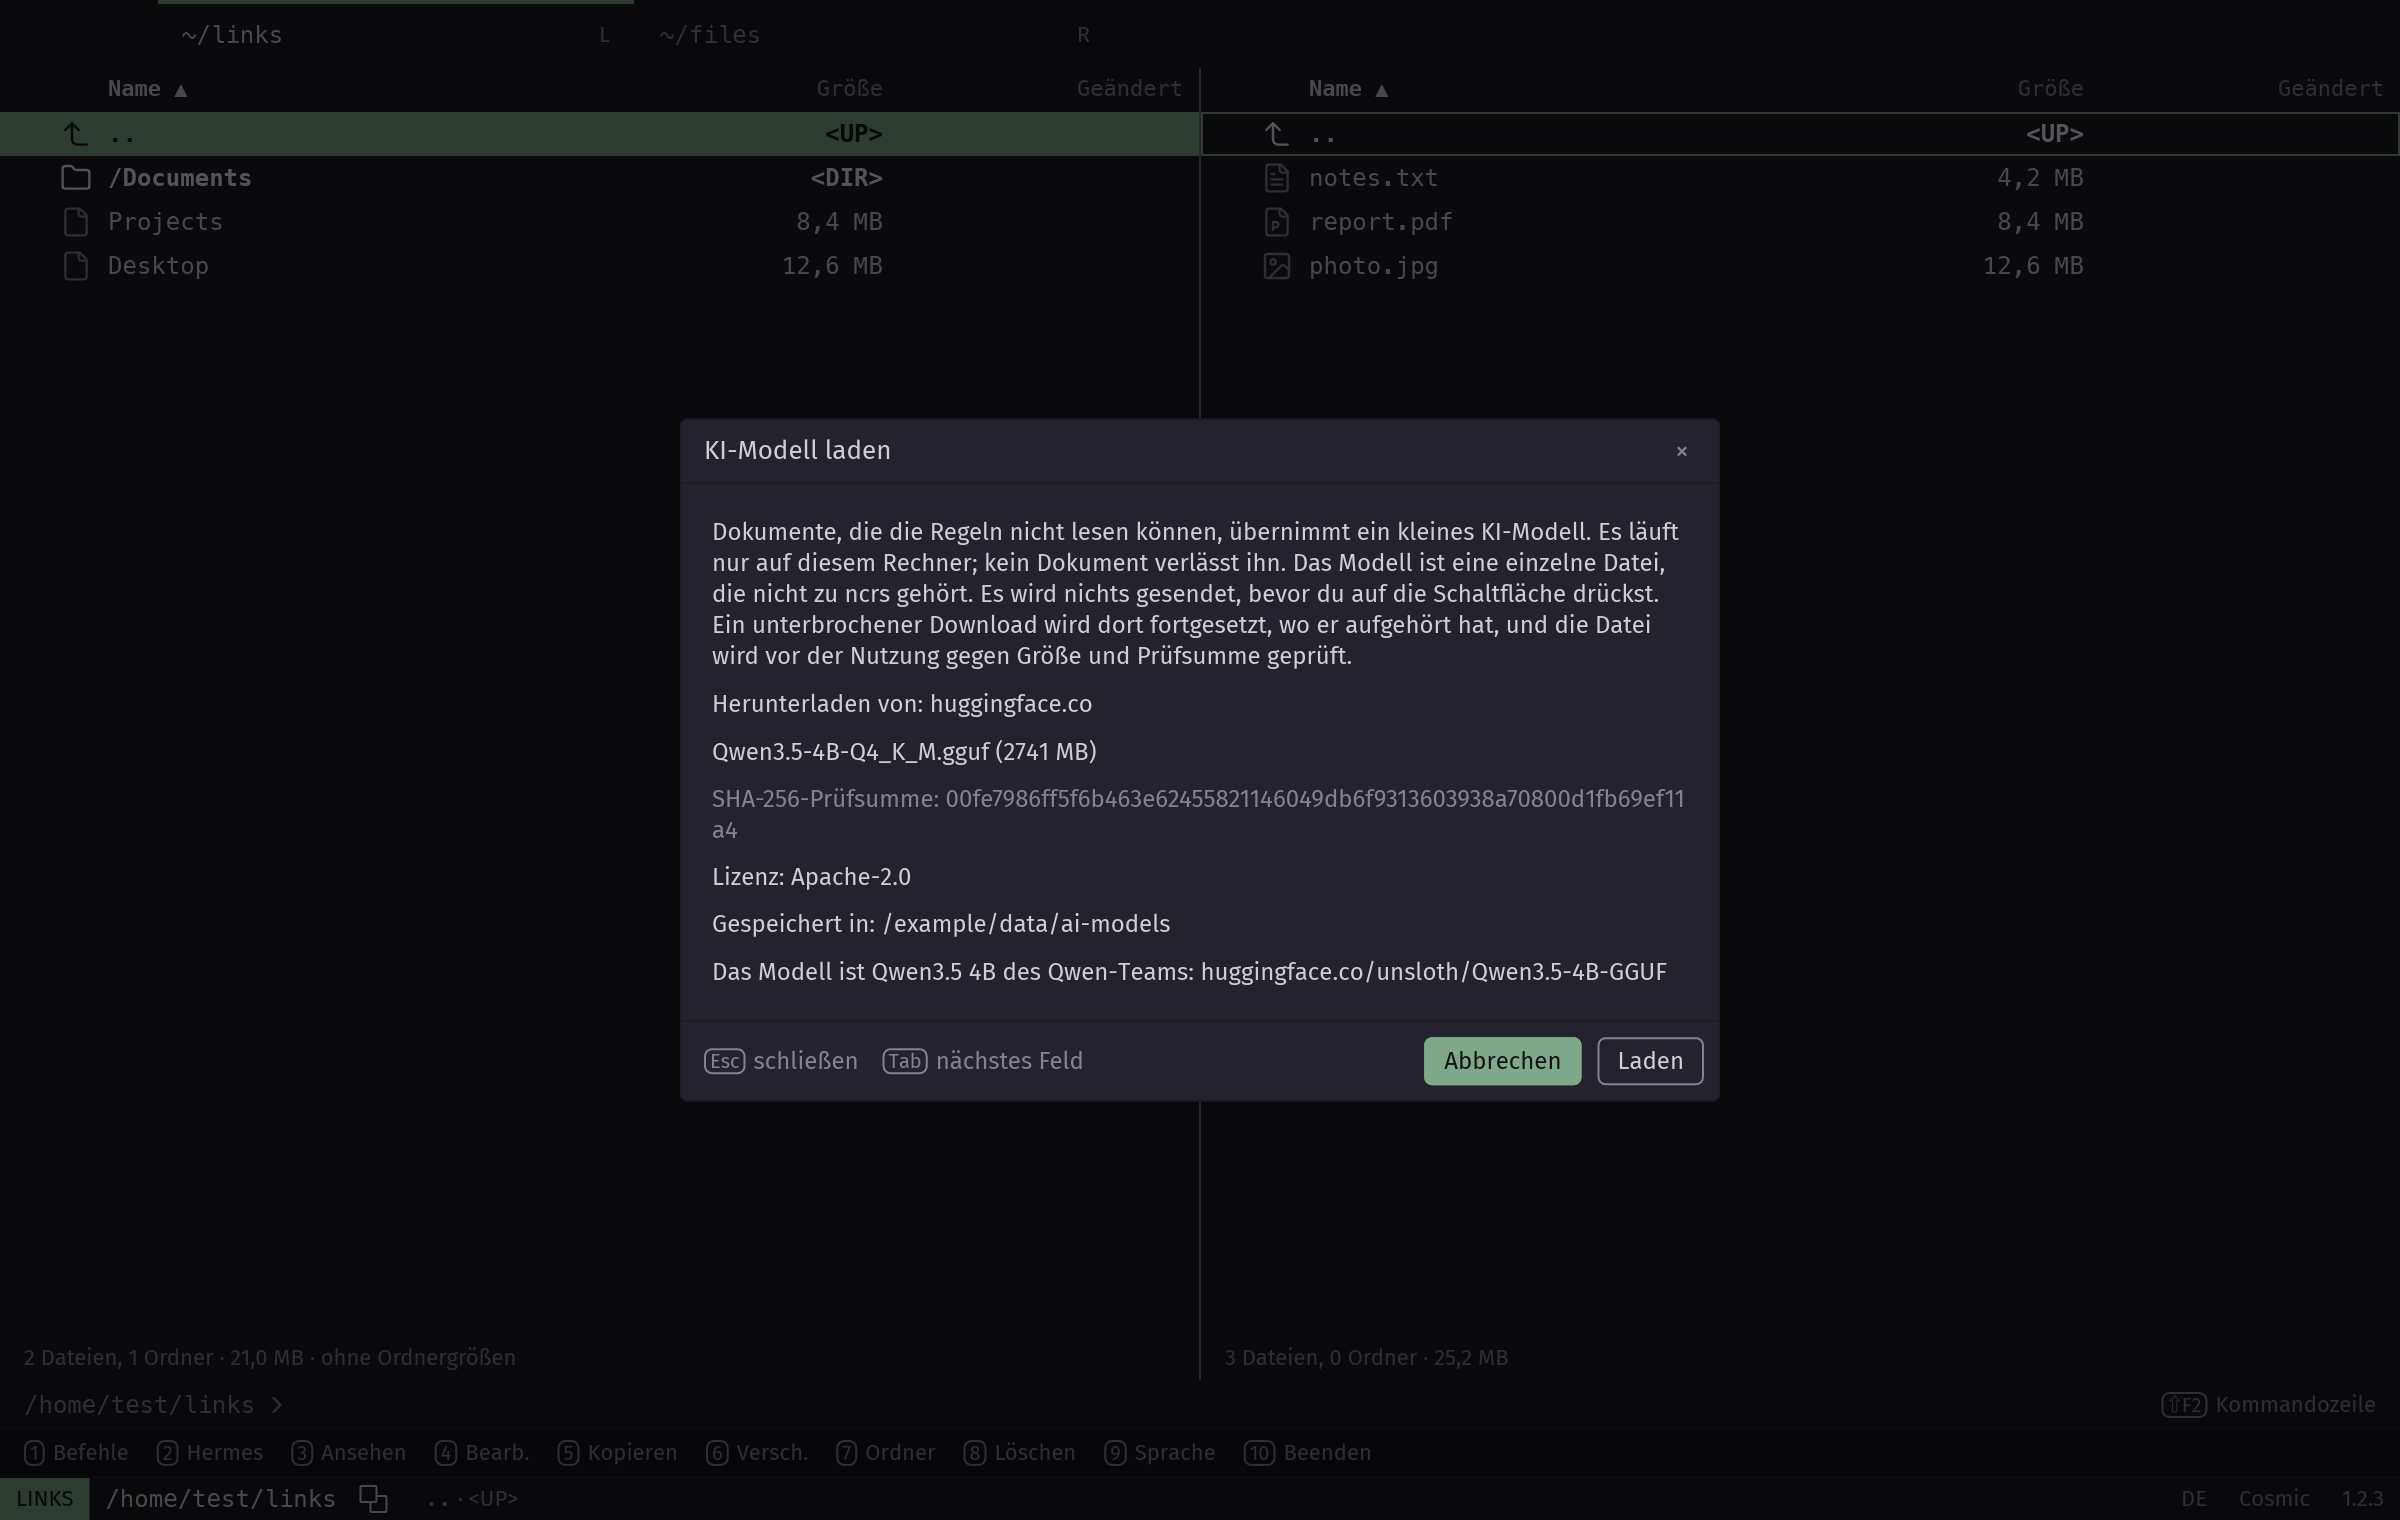 ~/links L ~/files R
Name ▲ Größe Geändert Name ▲ Größe Geändert
.. <UP> .. <UP>
/Documents <DIR> notes.txt 4,2 MB
Projects 8,4 MB report.pdf 8,4 MB
Desktop 12,6 MB photo.jpg 12,6 MB
KI-Modell laden ×
Dokumente, die die Regeln nicht lesen können, übernimmt ein kleines KI-Modell. Es läuft
nur auf diesem Rechner; kein Dokument verlässt ihn. Das Modell ist eine einzelne Datei,
die nicht zu ncrs gehört. Es wird nichts gesendet, bevor du auf die Schaltfläche drückst.
Ein unterbrochener Download wird dort fortgesetzt, wo er aufgehört hat, und die Datei
wird vor der Nutzung gegen Größe und Prüfsumme geprüft.
Herunterladen von: huggingface.co
Qwen3.5-4B-Q4_K_M.gguf (2741 MB)
SHA-256-Prüfsumme: 00fe7986ff5f6b463e62455821146049db6f9313603938a70800d1fb69ef11
a4
Lizenz: Apache-2.0
Gespeichert in: /example/data/ai-models
Das Modell ist Qwen3.5 4B des Qwen-Teams: huggingface.co/unsloth/Qwen3.5-4B-GGUF
Esc schließen Tab nächstes Feld Abbrechen Laden
2 Dateien, 1 Ordner · 21,0 MB · ohne Ordnergrößen 3 Dateien, 0 Ordner · 25,2 MB
/home/test/links > ⇧F2 Kommandozeile
1 Befehle 2 Hermes 3 Ansehen 4 Bearb. 5 Kopieren 6 Versch. 7 Ordner 8 Löschen 9 Sprache 10 Beenden
LINKS /home/test/links .. · <UP> DE Cosmic 1.2.3